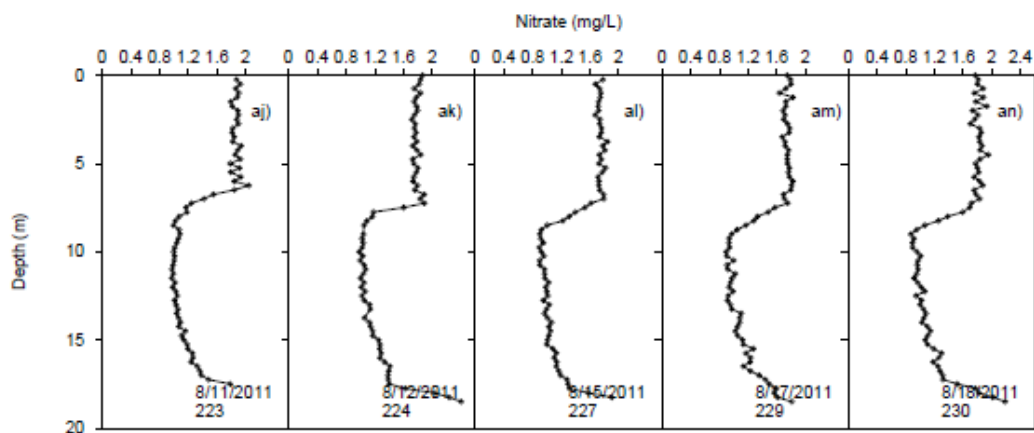 Nitrate (mg/L)
0 0.4 0.8 1.2 1.6 2 0 0.4 0.8 1.2 1.6 2 0 0.4 0.8 1.2 1.6 2 0 0.4 0.8 1.2 1.6 2 0 0.4 0.8 1.2 1.6 2 2.4
0
aj) ak) al) am) an)
5
Depth (m)
10
15
8/11/2011 8/12/2011 8/15/2011 8/17/2011 8/18/2011
223 224 227 229 230
20